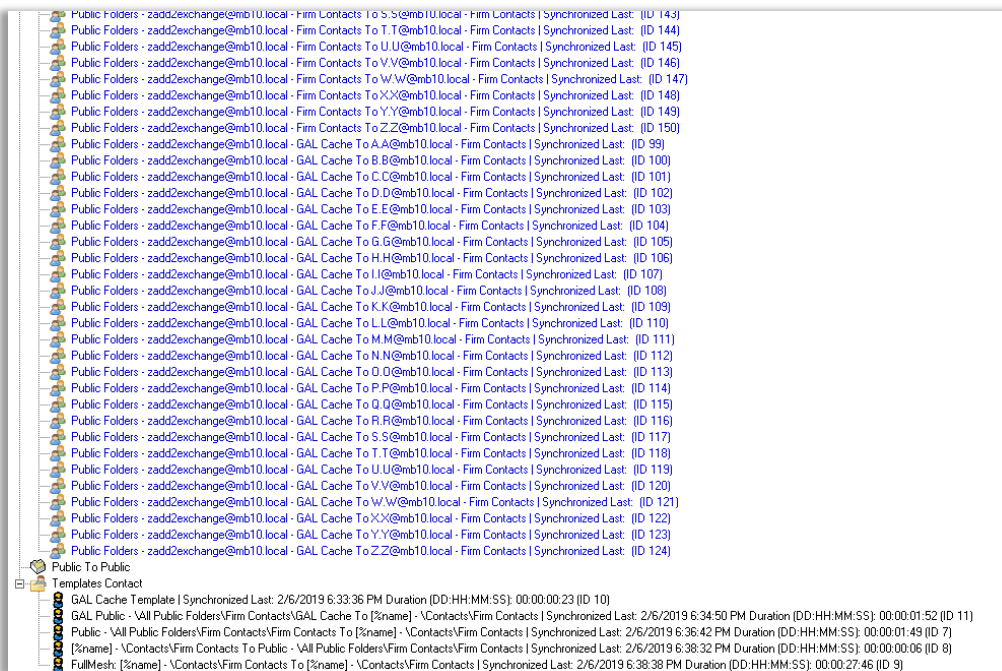 Public Folders - zadd2exchange@mb10.local - Firm Contacts To S.S@mb10.local - Firm Contacts | Synchronized Last:  (ID 143)
Public Folders - zadd2exchange@mb10.local - Firm Contacts To T.T@mb10.local - Firm Contacts | Synchronized Last:  (ID 144)
Public Folders - zadd2exchange@mb10.local - Firm Contacts To U.U@mb10.local - Firm Contacts | Synchronized Last:  (ID 145)
Public Folders - zadd2exchange@mb10.local - Firm Contacts To V.V@mb10.local - Firm Contacts | Synchronized Last:  (ID 146)
Public Folders - zadd2exchange@mb10.local - Firm Contacts To W.W@mb10.local - Firm Contacts | Synchronized Last:  (ID 147)
Public Folders - zadd2exchange@mb10.local - Firm Contacts To X.X@mb10.local - Firm Contacts | Synchronized Last:  (ID 148)
Public Folders - zadd2exchange@mb10.local - Firm Contacts To Y.Y@mb10.local - Firm Contacts | Synchronized Last:  (ID 149)
Public Folders - zadd2exchange@mb10.local - Firm Contacts To Z.Z@mb10.local - Firm Contacts | Synchronized Last:  (ID 150)
Public Folders - zadd2exchange@mb10.local - GAL Cache To A.A@mb10.local - Firm Contacts | Synchronized Last:  (ID 99)
Public Folders - zadd2exchange@mb10.local - GAL Cache To B.B@mb10.local - Firm Contacts | Synchronized Last:  (ID 100)
Public Folders - zadd2exchange@mb10.local - GAL Cache To C.C@mb10.local - Firm Contacts | Synchronized Last:  (ID 101)
Public Folders - zadd2exchange@mb10.local - GAL Cache To D.D@mb10.local - Firm Contacts | Synchronized Last:  (ID 102)
Public Folders - zadd2exchange@mb10.local - GAL Cache To E.E@mb10.local - Firm Contacts | Synchronized Last:  (ID 103)
Public Folders - zadd2exchange@mb10.local - GAL Cache To F.F@mb10.local - Firm Contacts | Synchronized Last:  (ID 104)
Public Folders - zadd2exchange@mb10.local - GAL Cache To G.G@mb10.local - Firm Contacts | Synchronized Last:  (ID 105)
Public Folders - zadd2exchange@mb10.local - GAL Cache To H.H@mb10.local - Firm Contacts | Synchronized Last:  (ID 106)
Public Folders - zadd2exchange@mb10.local - GAL Cache To I.I@mb10.local - Firm Contacts | Synchronized Last:  (ID 107)
Public Folders - zadd2exchange@mb10.local - GAL Cache To J.J@mb10.local - Firm Contacts | Synchronized Last:  (ID 108)
Public Folders - zadd2exchange@mb10.local - GAL Cache To K.K@mb10.local - Firm Contacts | Synchronized Last:  (ID 109)
Public Folders - zadd2exchange@mb10.local - GAL Cache To L.L@mb10.local - Firm Contacts | Synchronized Last:  (ID 110)
Public Folders - zadd2exchange@mb10.local - GAL Cache To M.M@mb10.local - Firm Contacts | Synchronized Last:  (ID 111)
Public Folders - zadd2exchange@mb10.local - GAL Cache To N.N@mb10.local - Firm Contacts | Synchronized Last:  (ID 112)
Public Folders - zadd2exchange@mb10.local - GAL Cache To O.O@mb10.local - Firm Contacts | Synchronized Last:  (ID 113)
Public Folders - zadd2exchange@mb10.local - GAL Cache To P.P@mb10.local - Firm Contacts | Synchronized Last:  (ID 114)
Public Folders - zadd2exchange@mb10.local - GAL Cache To Q.Q@mb10.local - Firm Contacts | Synchronized Last:  (ID 115)
Public Folders - zadd2exchange@mb10.local - GAL Cache To R.R@mb10.local - Firm Contacts | Synchronized Last:  (ID 116)
Public Folders - zadd2exchange@mb10.local - GAL Cache To S.S@mb10.local - Firm Contacts | Synchronized Last:  (ID 117)
Public Folders - zadd2exchange@mb10.local - GAL Cache To T.T@mb10.local - Firm Contacts | Synchronized Last:  (ID 118)
Public Folders - zadd2exchange@mb10.local - GAL Cache To U.U@mb10.local - Firm Contacts | Synchronized Last:  (ID 119)
Public Folders - zadd2exchange@mb10.local - GAL Cache To V.V@mb10.local - Firm Contacts | Synchronized Last:  (ID 120)
Public Folders - zadd2exchange@mb10.local - GAL Cache To W.W@mb10.local - Firm Contacts | Synchronized Last:  (ID 121)
Public Folders - zadd2exchange@mb10.local - GAL Cache To X.X@mb10.local - Firm Contacts | Synchronized Last:  (ID 122)
Public Folders - zadd2exchange@mb10.local - GAL Cache To Y.Y@mb10.local - Firm Contacts | Synchronized Last:  (ID 123)
Public Folders - zadd2exchange@mb10.local - GAL Cache To Z.Z@mb10.local - Firm Contacts | Synchronized Last:  (ID 124)
Public To Public
Templates Contact
GAL Cache Template | Synchronized Last: 2/6/2019 6:33:36 PM Duration (DD:HH:MM:SS): 00:00:00:23 (ID 10)
GAL Public - \All Public Folders\Firm Contacts\GAL Cache To [%name] - \Contacts\Firm Contacts | Synchronized Last: 2/6/2019 6:34:50 PM Duration (DD:HH:MM:SS): 00:00:01:52 (ID 11)
Public - \All Public Folders\Firm Contacts\Firm Contacts To [%name] - \Contacts\Firm Contacts | Synchronized Last: 2/6/2019 6:36:42 PM Duration (DD:HH:MM:SS): 00:00:01:49 (ID 7)
[%name] - \Contacts\Firm Contacts To Public - \All Public Folders\Firm Contacts\Firm Contacts | Synchronized Last: 2/6/2019 6:38:32 PM Duration (DD:HH:MM:SS): 00:00:00:06 (ID 8)
FullMesh: [%name] - \Contacts\Firm Contacts To [%name] - \Contacts\Firm Contacts | Synchronized Last: 2/6/2019 6:38:38 PM Duration (DD:HH:MM:SS): 00:00:27:46 (ID 9)